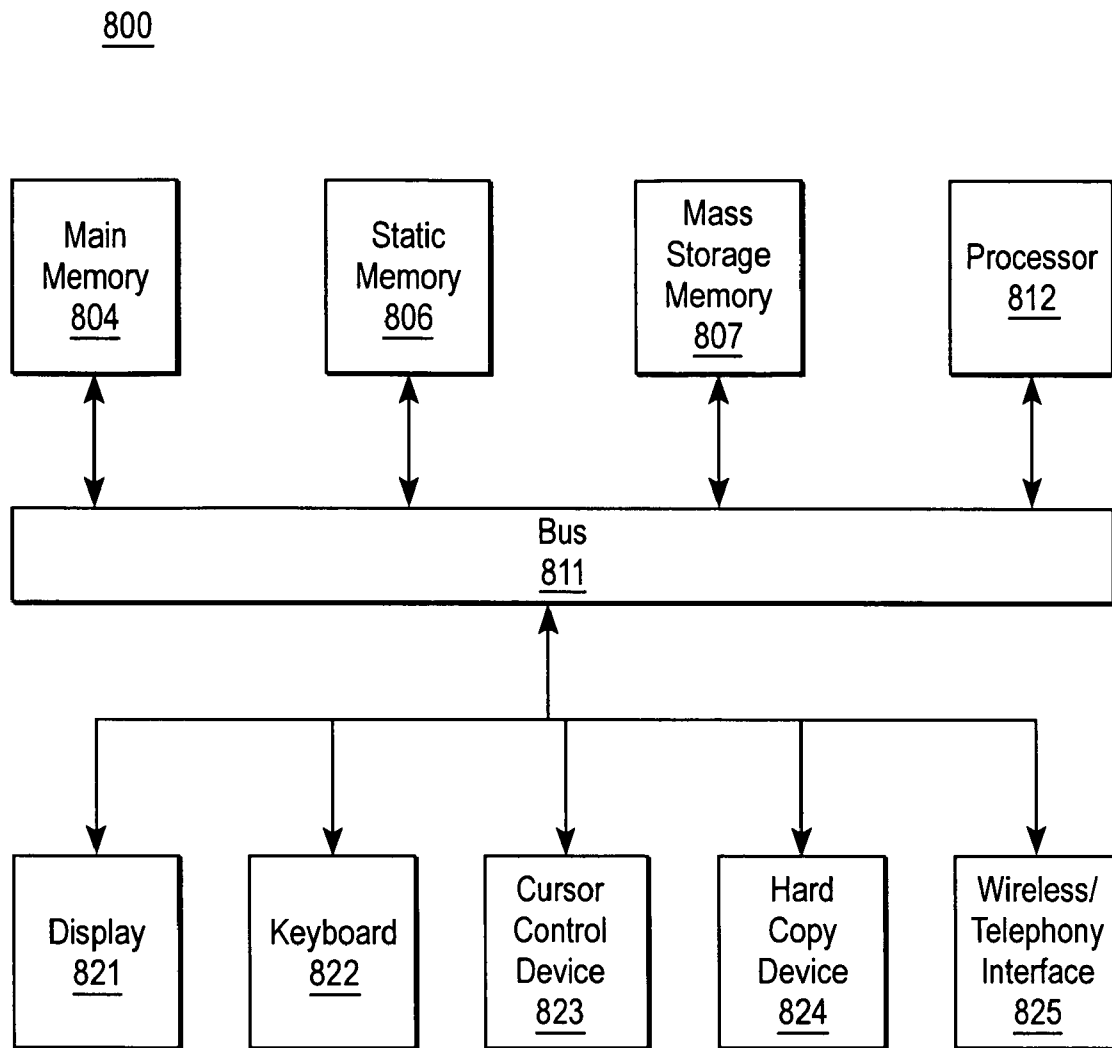 800
Main
Memory
804
Static
Memory
806
Mass
Storage
Memory
807
Processor
812
Bus
811
Display
821
Keyboard
822
Cursor
Control
Device
823
Hard
Copy
Device
824
Wireless/
Telephony
Interface
825